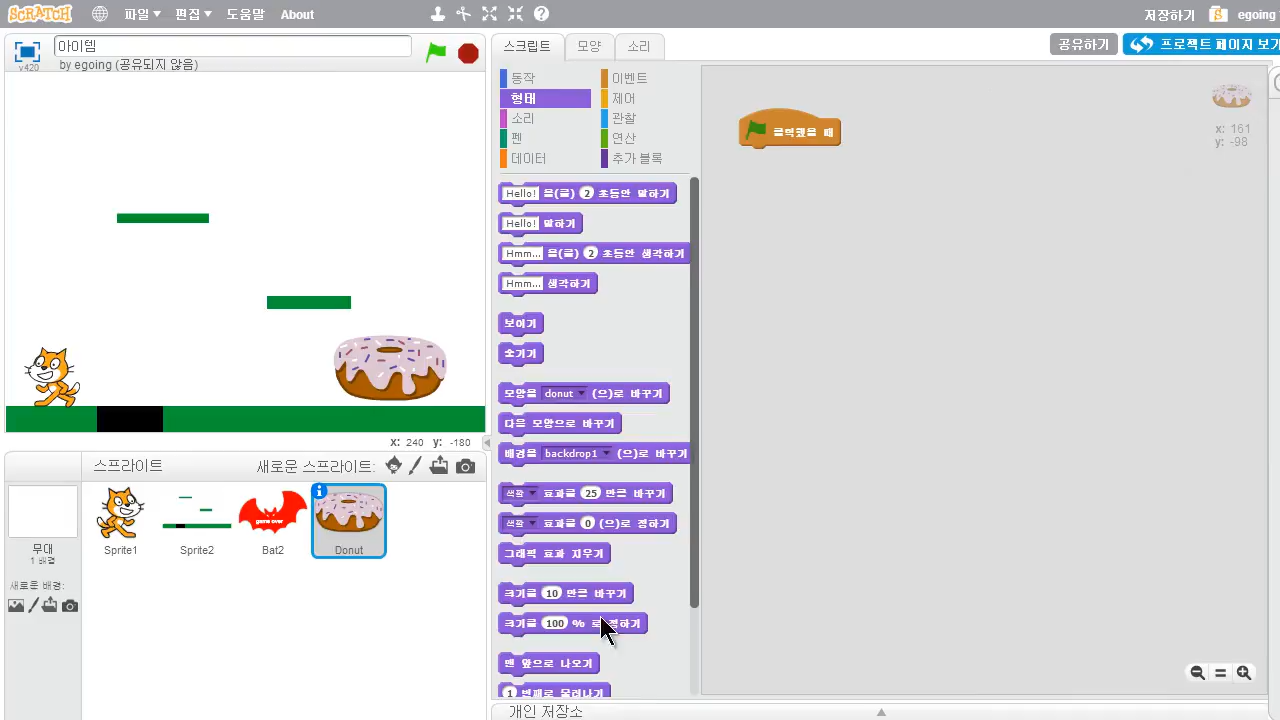 SCRATCH 파일 편집 도움말 About 저장하기 egoing
아이템
by egoing (공유되지 않음)
v420
스크립트 모양 소리 공유하기 프로젝트 페이지 보기
동작 이벤트
형태 제어
소리 관찰
펜 연산
데이터 추가 블록
클릭했을 때
x: 161
y: -98
Hello! 을(를) 2 초동안 말하기
Hello! 말하기
Hmm... 을(를) 2 초동안 생각하기
Hmm... 생각하기
보이기
숨기기
모양을 donut (으)로 바꾸기
다음 모양으로 바꾸기
배경을 backdrop1 (으)로 바꾸기
색깔 효과를 25 만큼 바꾸기
색깔 효과를 0 (으)로 정하기
그래픽 효과 지우기
크기를 10 만큼 바꾸기
크기를 100 % 로 정하기
맨 앞으로 나오기
1 번째로 물러나기
x: 240 y: -180
스프라이트 새로운 스프라이트:
game over
Sprite1 Sprite2 Bat2 Donut
무대
1 배경
새로운 배경:
개인 저장소